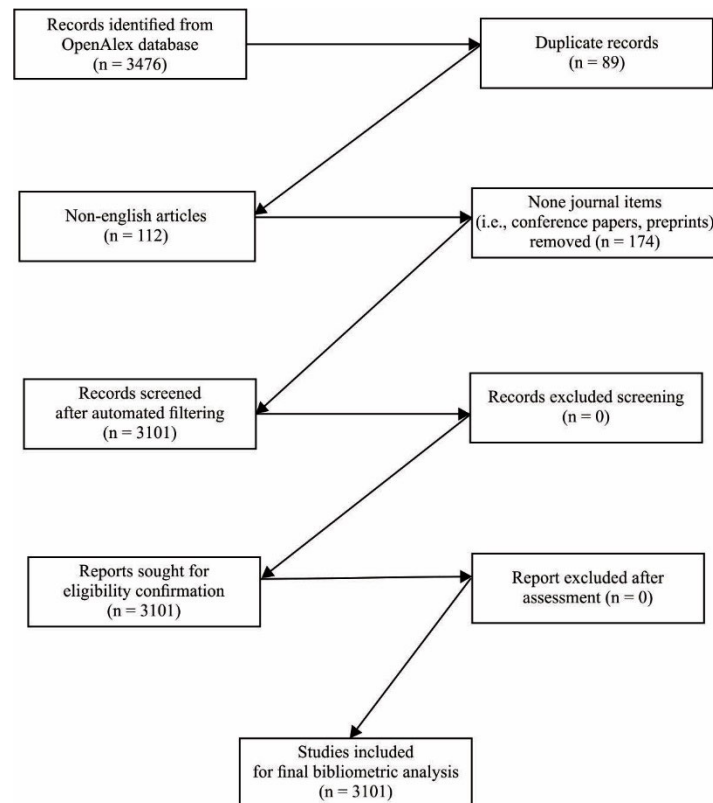 Records identified from
OpenAlex database
(n = 3476)
Duplicate records
(n = 89)
Non-english articles
(n = 112)
None journal items
(i.e., conference papers, preprints)
removed (n = 174)
Records screened
after automated filtering
(n = 3101)
Records excluded screening
(n = 0)
Reports sought for
eligibility confirmation
(n = 3101)
Report excluded after
assessment (n = 0)
Studies included
for final bibliometric analysis
(n = 3101)